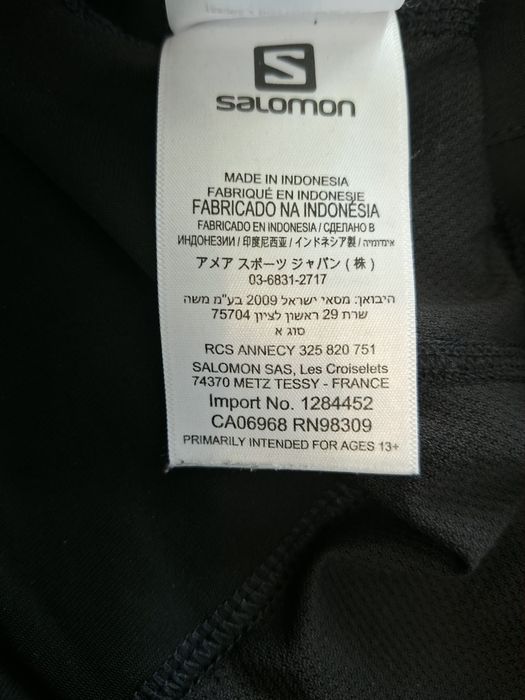 S
SALOMON
MADE IN INDONESIA
FABRIQUÉ EN INDONESIE
FABRICADO NA INDONÉSIA
FABRICADO EN INDONESIA / СДЕЛАНО В
ИНДОНЕЗИИ / 印度尼西亚 / インドネシア製 / אינדונזיה
アメア スポーツ ジャパン ( 株 )
03-6831-2717
היבואן: מסאי ישראל 2009 בע"מ משה
שרת 29 ראשון לציון 75704
סוג א
RCS ANNECY 325 820 751
SALOMON SAS, Les Croiselets
74370 METZ TESSY - FRANCE
Import No. 1284452
CA06968 RN98309
PRIMARILY INTENDED FOR AGES 13+